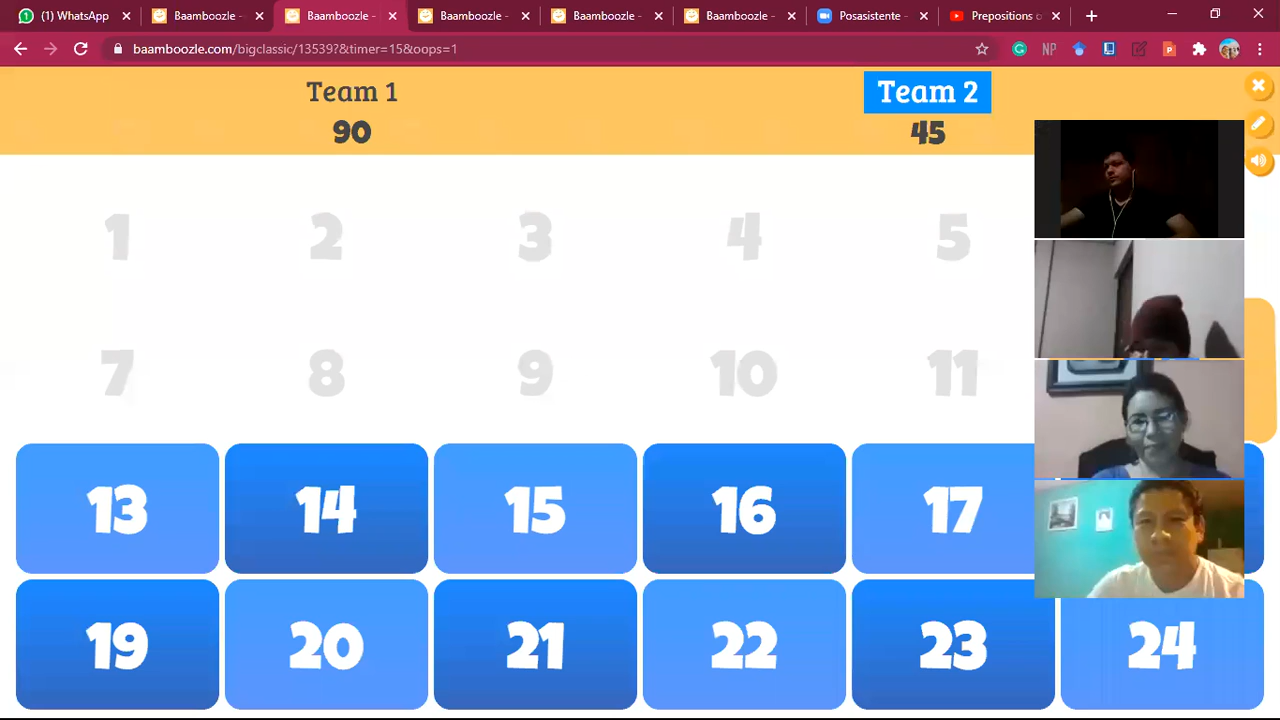 (1) WhatsApp
Baamboozle -
Baamboozle -
Baamboozle -
Baamboozle -
Baamboozle -
Posasistente -
Prepositions o
baamboozle.com/bigclassic/13539?&timer=15&oops=1
NP
Team 1
Team 2
90
45
1 2 3 4 5
7 8 9 10 11
13 14 15 16 17
19 20 21 22 23 24